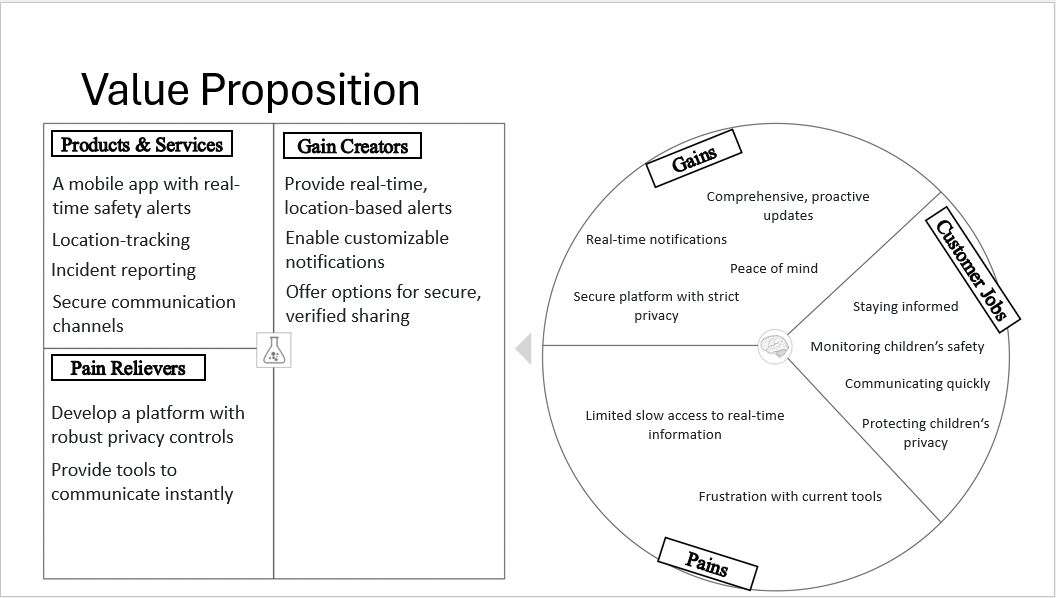 Value Proposition
Products & Services
A mobile app with real-
time safety alerts
Location-tracking
Incident reporting
Secure communication
channels
Pain Relievers
Develop a platform with
robust privacy controls
Provide tools to
communicate instantly
Gain Creators
Provide real-time,
location-based alerts
Enable customizable
notifications
Offer options for secure,
verified sharing
Gains
Comprehensive, proactive
updates
Real-time notifications
Peace of mind
Secure platform with strict
privacy
Customer Jobs
Staying informed
Monitoring children’s safety
Communicating quickly
Protecting children’s
privacy
Limited slow access to real-time
information
Frustration with current tools
Pains